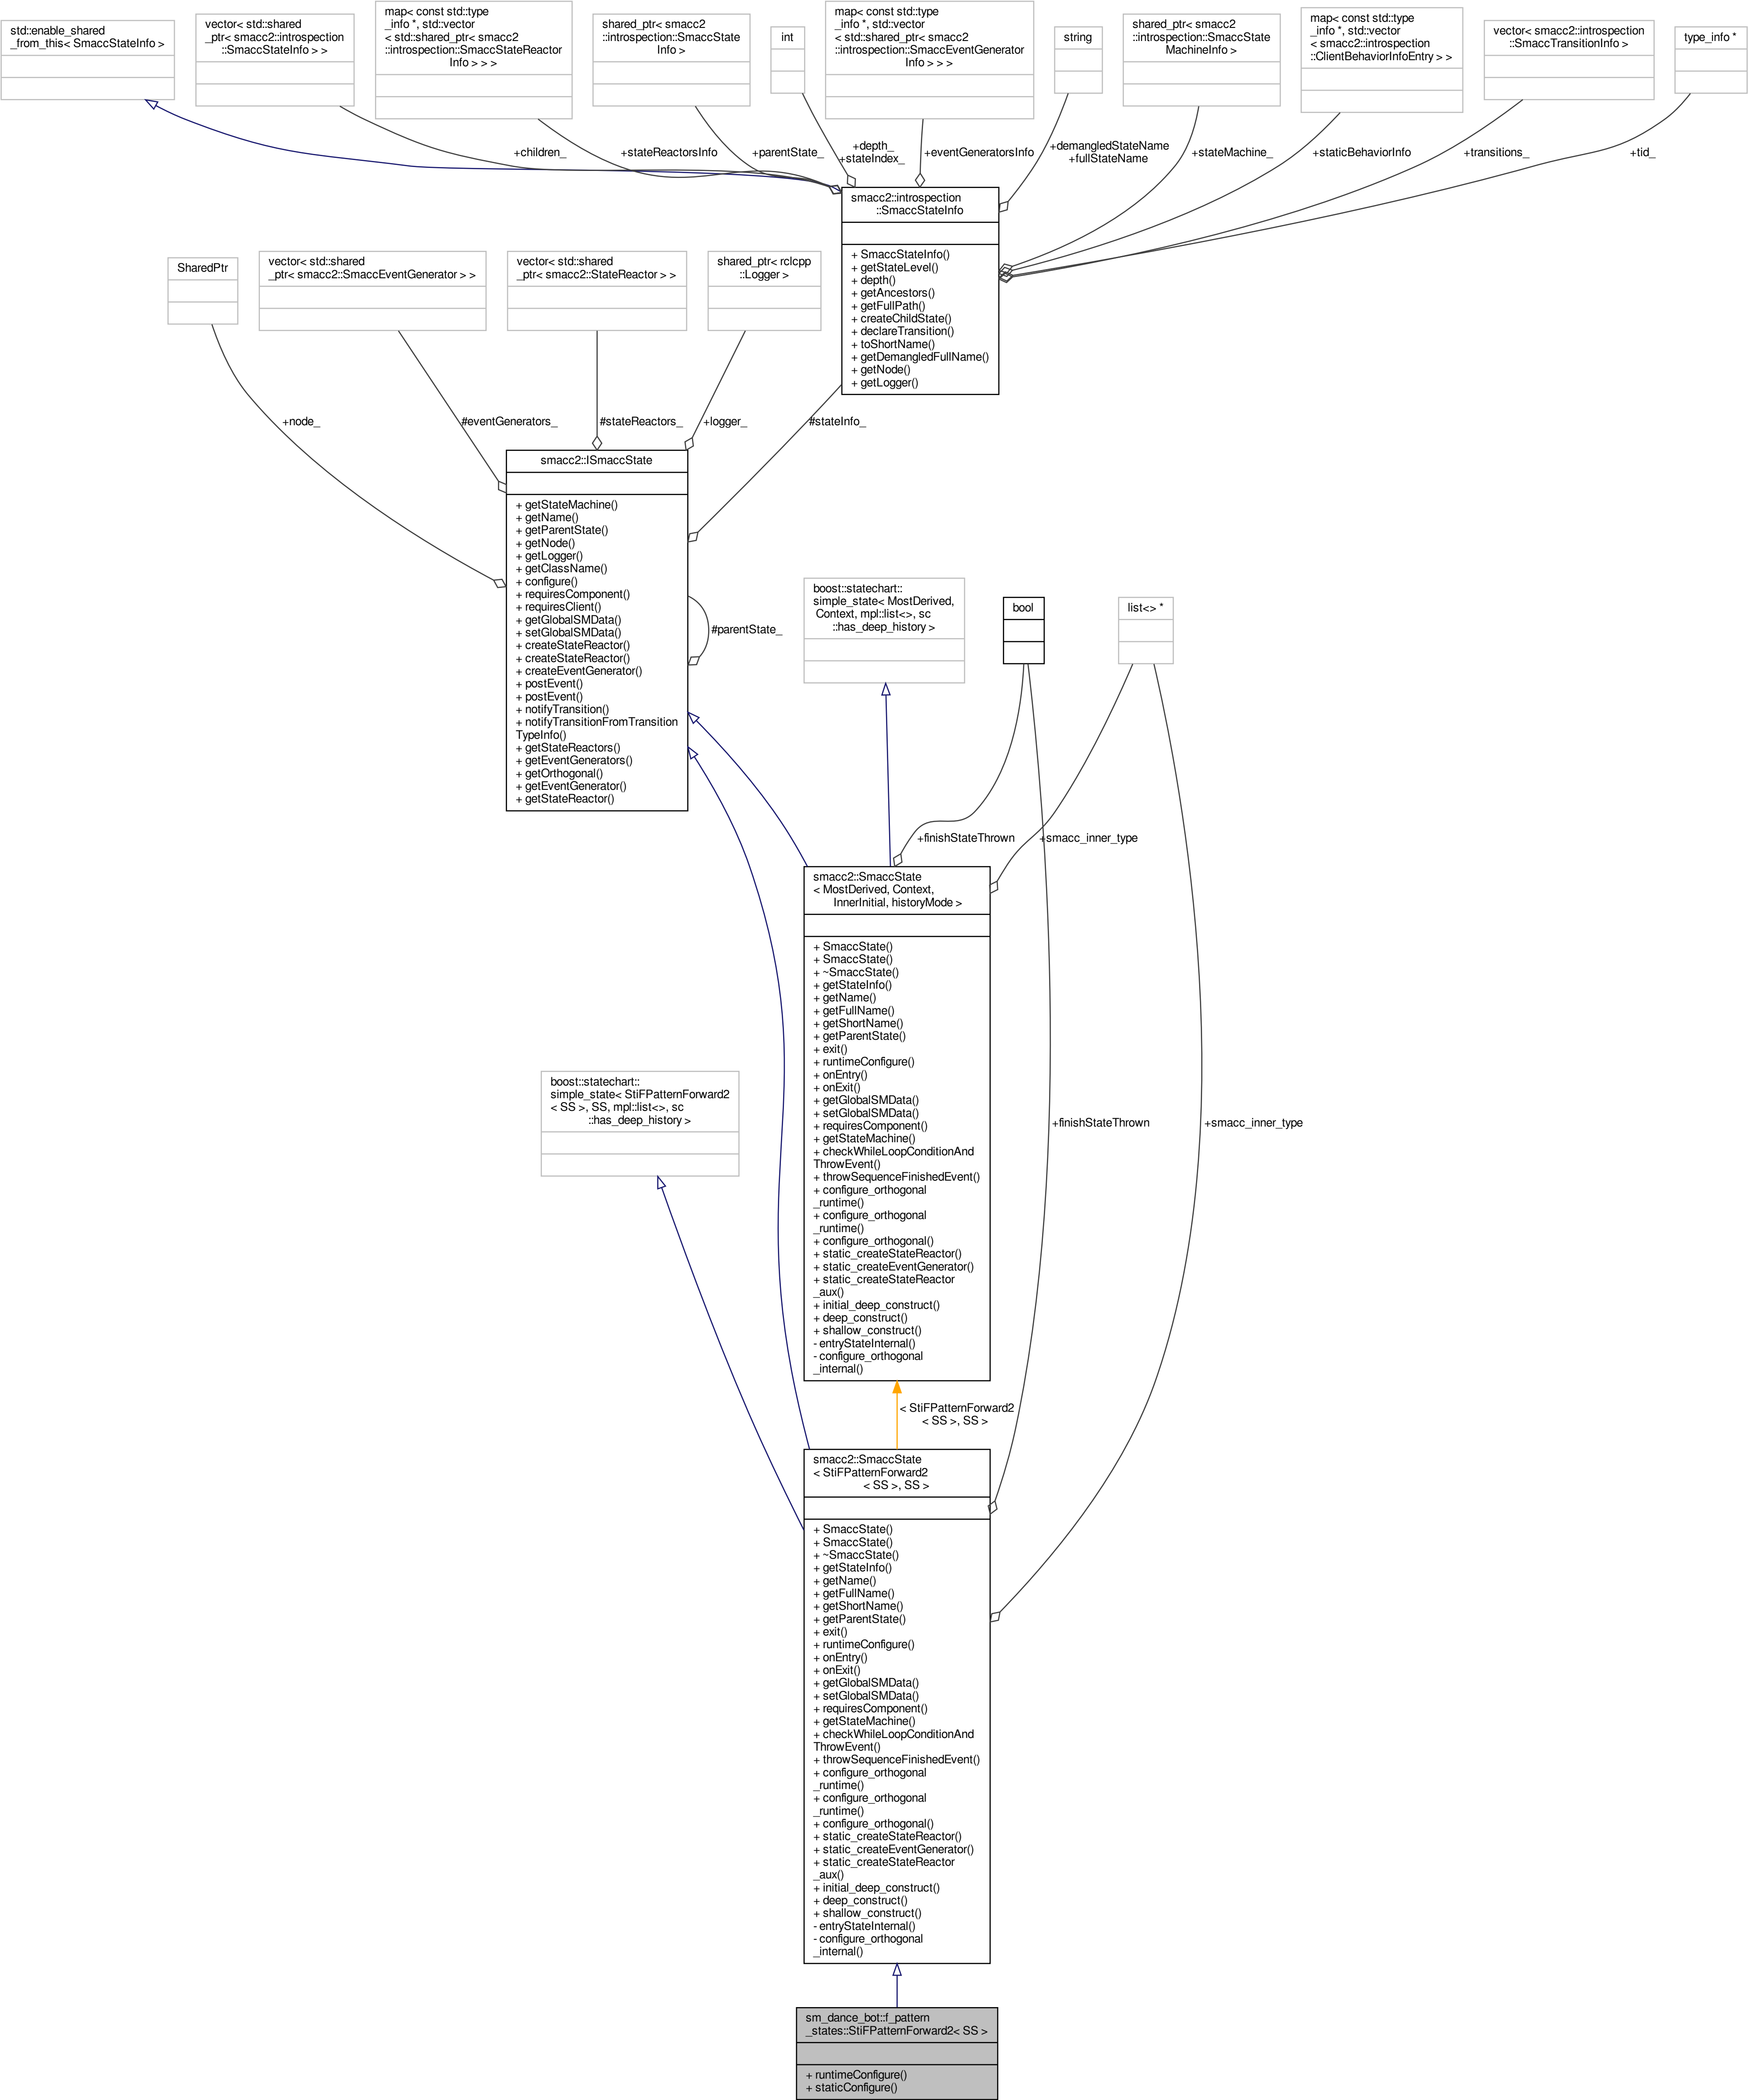 std::enable_shared
_from_this< SmaccStateInfo >
vector< std::shared
_ptr< smacc2::introspection
::SmaccStateInfo > >
map< const std::type
_info *, std::vector
< std::shared_ptr< smacc2
::introspection::SmaccStateReactor
Info > > >
shared_ptr< smacc2
::introspection::SmaccState
Info >
int
map< const std::type
_info *, std::vector
< std::shared_ptr< smacc2
::introspection::SmaccEventGenerator
Info > > >
string
shared_ptr< smacc2
::introspection::SmaccState
MachineInfo >
map< const std::type
_info *, std::vector
< smacc2::introspection
::ClientBehaviorInfoEntry > >
vector< smacc2::introspection
::SmaccTransitionInfo >
type_info *
+children_
+stateReactorsInfo
+parentState_
+depth_
+stateIndex_
+eventGeneratorsInfo
+demangledStateName
+fullStateName
+stateMachine_
+staticBehaviorInfo
+transitions_
+tid_
smacc2::introspection
::SmaccStateInfo
+ SmaccStateInfo()
+ getStateLevel()
+ depth()
+ getAncestors()
+ getFullPath()
+ createChildState()
+ declareTransition()
+ toShortName()
+ getDemangledFullName()
+ getNode()
+ getLogger()
SharedPtr
vector< std::shared
_ptr< smacc2::SmaccEventGenerator > >
vector< std::shared
_ptr< smacc2::StateReactor > >
shared_ptr< rclcpp
::Logger >
+node_
#eventGenerators_
#stateReactors_
+logger_
#stateInfo_
smacc2::ISmaccState
+ getStateMachine()
+ getName()
+ getParentState()
+ getNode()
+ getLogger()
+ getClassName()
+ configure()
+ requiresComponent()
+ requiresClient()
+ getGlobalSMData()
+ setGlobalSMData()
+ createStateReactor()
+ createStateReactor()
+ createEventGenerator()
+ postEvent()
+ postEvent()
+ notifyTransition()
+ notifyTransitionFromTransition
TypeInfo()
+ getStateReactors()
+ getEventGenerators()
+ getOrthogonal()
+ getEventGenerator()
+ getStateReactor()
#parentState_
boost::statechart::
simple_state< MostDerived,
Context, mpl::list<>, sc
::has_deep_history >
bool
list<> *
+finishStateThrown
+smacc_inner_type
smacc2::SmaccState
< MostDerived, Context,
InnerInitial, historyMode >
+ SmaccState()
+ SmaccState()
+ ~SmaccState()
+ getStateInfo()
+ getName()
+ getFullName()
+ getShortName()
+ getParentState()
+ exit()
+ runtimeConfigure()
+ onEntry()
+ onExit()
+ getGlobalSMData()
+ setGlobalSMData()
+ requiresComponent()
+ getStateMachine()
+ checkWhileLoopConditionAnd
ThrowEvent()
+ throwSequenceFinishedEvent()
+ configure_orthogonal
_runtime()
+ configure_orthogonal
_runtime()
+ configure_orthogonal()
+ static_createStateReactor()
+ static_createEventGenerator()
+ static_createStateReactor
_aux()
+ initial_deep_construct()
+ deep_construct()
+ shallow_construct()
- entryStateInternal()
- configure_orthogonal
_internal()
boost::statechart::
simple_state< StiFPatternForward2
< SS >, SS, mpl::list<>, sc
::has_deep_history >
+finishStateThrown
+smacc_inner_type
< StiFPatternForward2
< SS >, SS >
smacc2::SmaccState
< StiFPatternForward2
< SS >, SS >
+ SmaccState()
+ SmaccState()
+ ~SmaccState()
+ getStateInfo()
+ getName()
+ getFullName()
+ getShortName()
+ getParentState()
+ exit()
+ runtimeConfigure()
+ onEntry()
+ onExit()
+ getGlobalSMData()
+ setGlobalSMData()
+ requiresComponent()
+ getStateMachine()
+ checkWhileLoopConditionAnd
ThrowEvent()
+ throwSequenceFinishedEvent()
+ configure_orthogonal
_runtime()
+ configure_orthogonal
_runtime()
+ configure_orthogonal()
+ static_createStateReactor()
+ static_createEventGenerator()
+ static_createStateReactor
_aux()
+ initial_deep_construct()
+ deep_construct()
+ shallow_construct()
- entryStateInternal()
- configure_orthogonal
_internal()
sm_dance_bot::f_pattern
_states::StiFPatternForward2< SS >
+ runtimeConfigure()
+ staticConfigure()